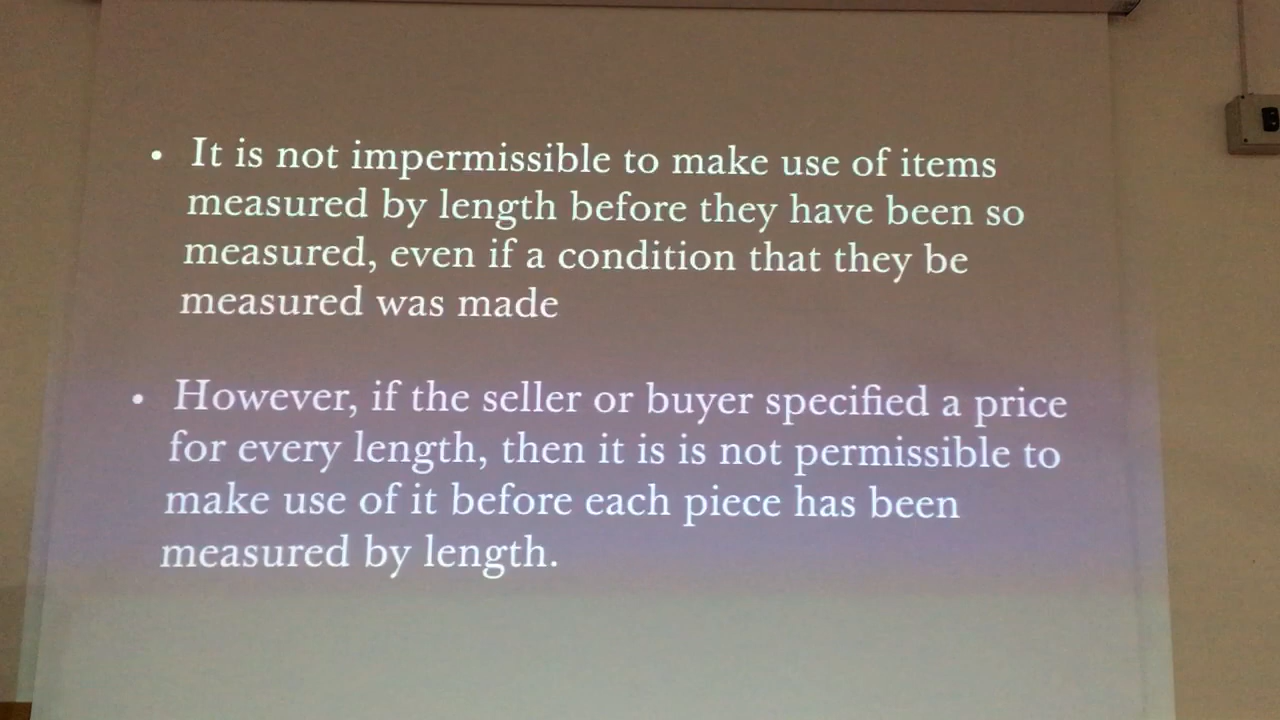 • It is not impermissible to make use of items
measured by length before they have been so
measured, even if a condition that they be
measured was made
• However, if the seller or buyer specified a price
for every length, then it is is not permissible to
make use of it before each piece has been
measured by length.